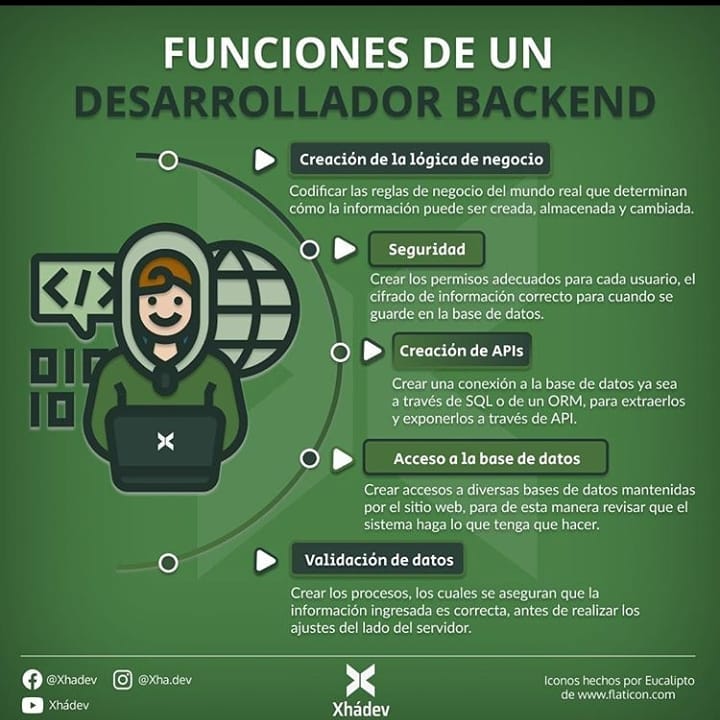 FUNCIONES DE UN
DESARROLLADOR BACKEND
Creación de la lógica de negocio
Codificar las reglas de negocio del mundo real que determinan
cómo la información puede ser creada, almacenada y cambiada.
Seguridad
Crear los permisos adecuados para cada usuario, el
cifrado de información correcto para cuando se
guarde en la base de datos.
Creación de APIs
Crear una conexión a la base de datos ya sea
a través de SQL o de un ORM, para extraerlos
y exponerlos a través de API.
Acceso a la base de datos
Crear accesos a diversas bases de datos mantenidas
por el sitio web, para de esta manera revisar que el
sistema haga lo que tenga que hacer.
Validación de datos
Crear los procesos, los cuales se aseguran que la
información ingresada es correcta, antes de realizar los
ajustes del lado del servidor.
</>
010
10
@Xhadev
@Xha.dev
Xhádev
Xhádev
Iconos hechos por Eucalipto
de www.flaticon.com